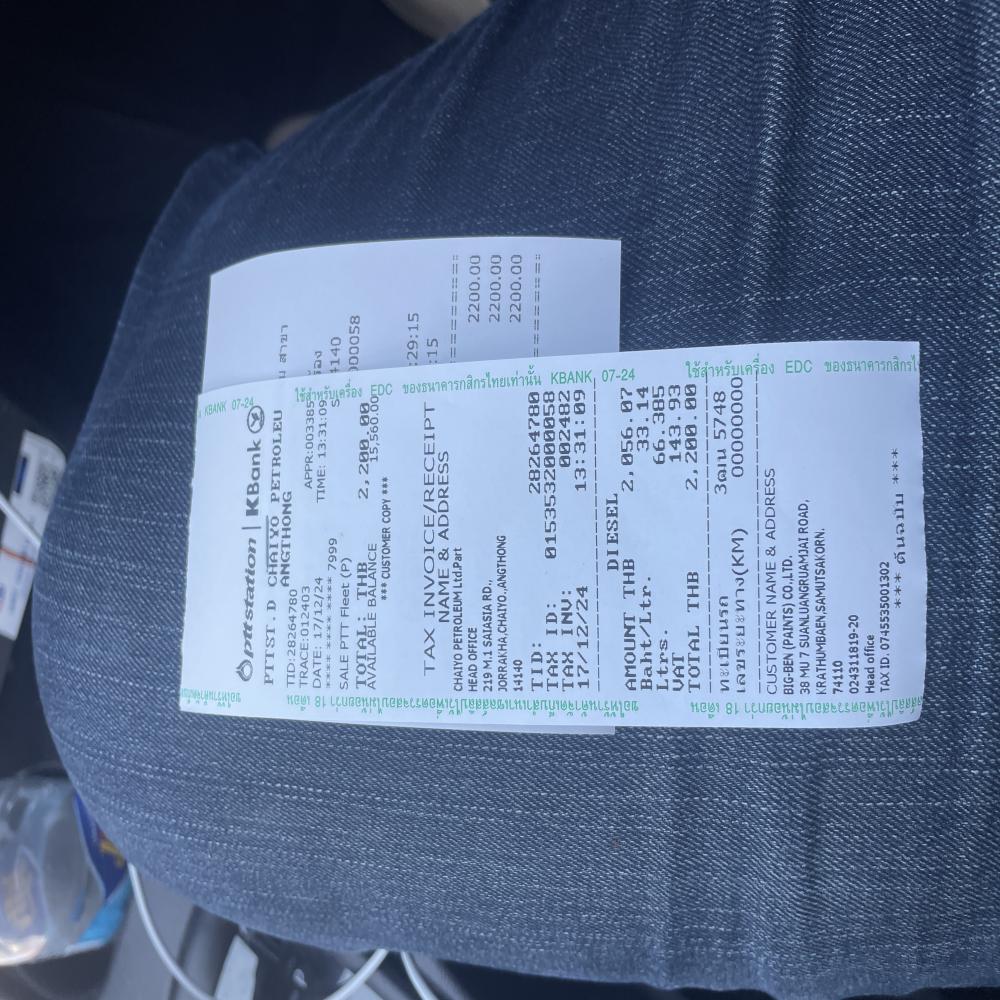 KBANK 07-24
ใช้สำหรับเครื่อง EDC ของธนาคารกสิกรไทยเท่านั้น KBANK 07-24
ใช้สำหรับเครื่อง EDC ของธนาคารกสิกรไทย
pttstation | KBank
PTTST. D CHAIYO PETROLEU
ANGTHONG
TID:28264780 APPR:003385
TRACE:012403 TIME: 13:31:09
DATE: 17/12/24
**** **** **** 7999
SALE PTT Fleet (P)
TOTAL: THB 2,200.00
AVAILABLE BALANCE 15,560.00
*** CUSTOMER COPY ***
TAX INVOICE/RECEIPT
NAME & ADDRESS
CHAIYO PETROLEUM Ltd.Part
HEAD OFFICE
219 M.1 SAIASIA RD.,
JORRAKHA,CHAIYO.,ANGTHONG
14140
TID: 28264780
TAX ID: 0153532000058
TAX INV: 002482
17/12/24 13:31:09
DIESEL
AMOUNT THB 2,056.07
Baht/Ltr. 33.14
Ltrs. 66.385
VAT 143.93
TOTAL THB 2,200.00
ทะเบียนรถ 3ฒน 5748
เลขระยะทาง(KM) 00000000
CUSTOMER NAME & ADDRESS
BIG-BEN (PAINTS) CO.,LTD.
38 MU 7 SUANLUANGRUAMJAI ROAD,
KRATHUMBAEN,SAMUTSAKORN.
74110
024311819-20
Head office
TAX ID: 0745535001302
*** ต้นฉบับ ***
สาขา
140
000058
:29:15
:15
2200.00
2200.00
2200.00